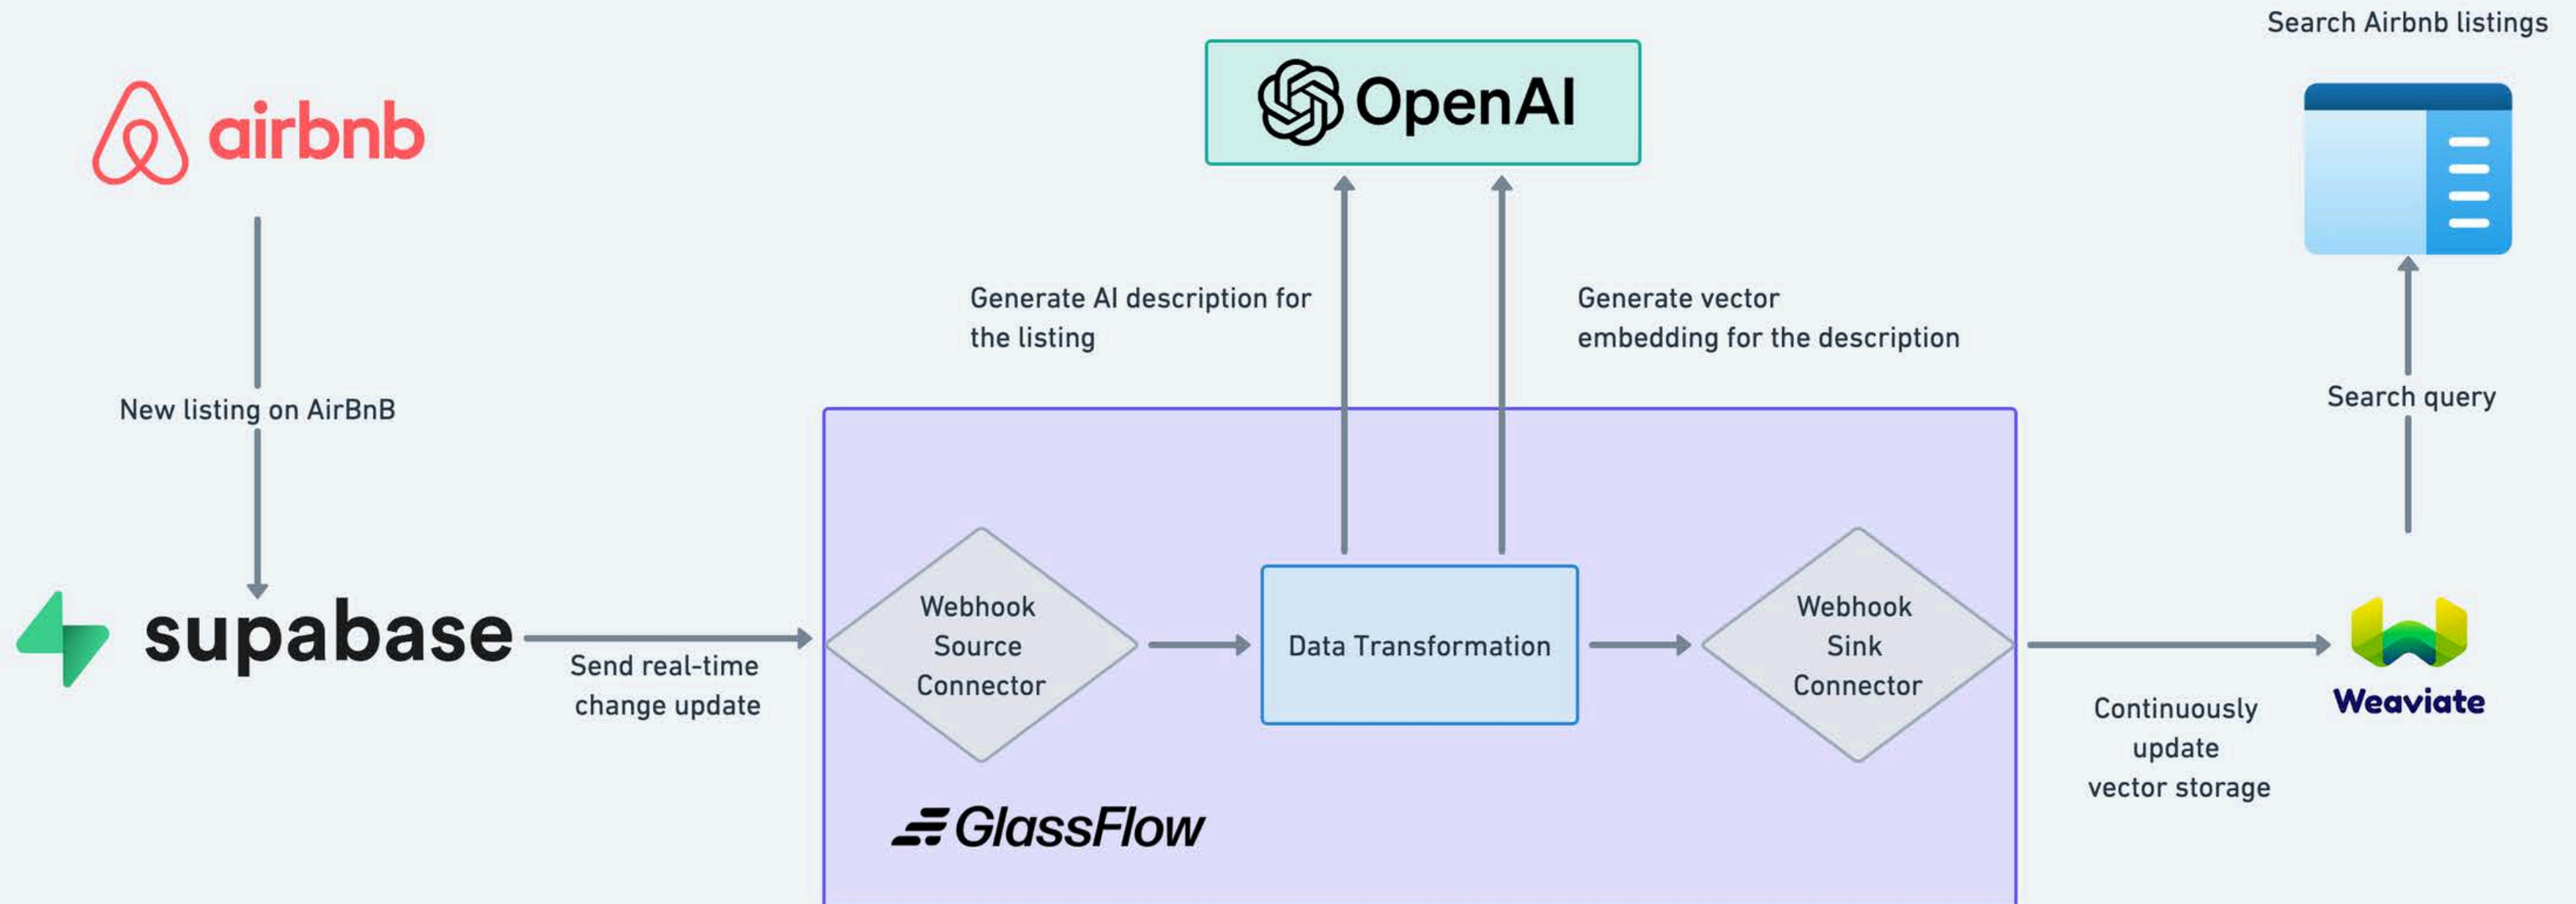 Search Airbnb listings
airbnb
OpenAI
Generate AI description for
the listing
Generate vector
embedding for the description
New listing on AirBnB
Search query
supabase
Send real-time
change update
Webhook
Source
Connector
Data Transformation
Webhook
Sink
Connector
Continuously
update
vector storage
Weaviate
GlassFlow